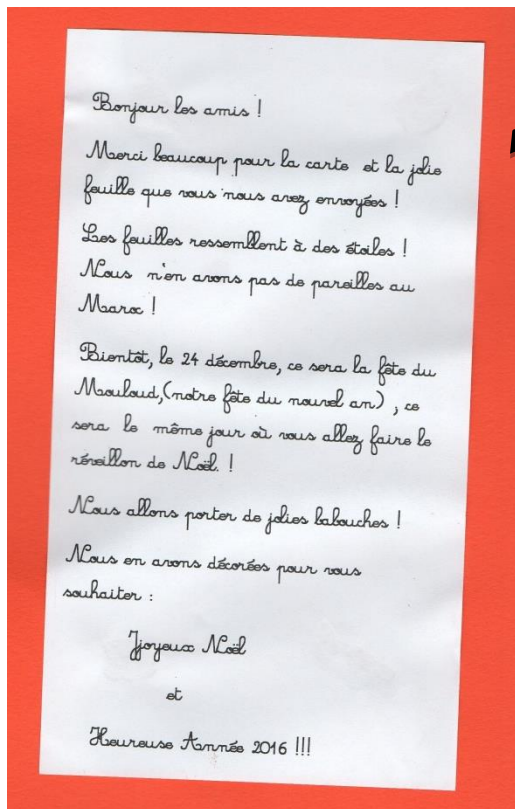 Bonjour les amis !
Merci beaucoup pour la carte et la jolie
feuille que vous nous avez envoyées !
Les feuilles ressemblent à des étoiles !
Nous n'en avons pas de pareilles au
Maroc !
Bientôt, le 24 décembre, ce sera la fête du
Mouloud,(notre fête du nouvel an) , ce
sera le même jour où vous allez faire le
réveillon de Noël. !
Nous allons porter de jolies babouches !
Nous en avons décorées pour vous
souhaiter :
Jjoyeux Noël
et
Heureuse Année 2016 !!!